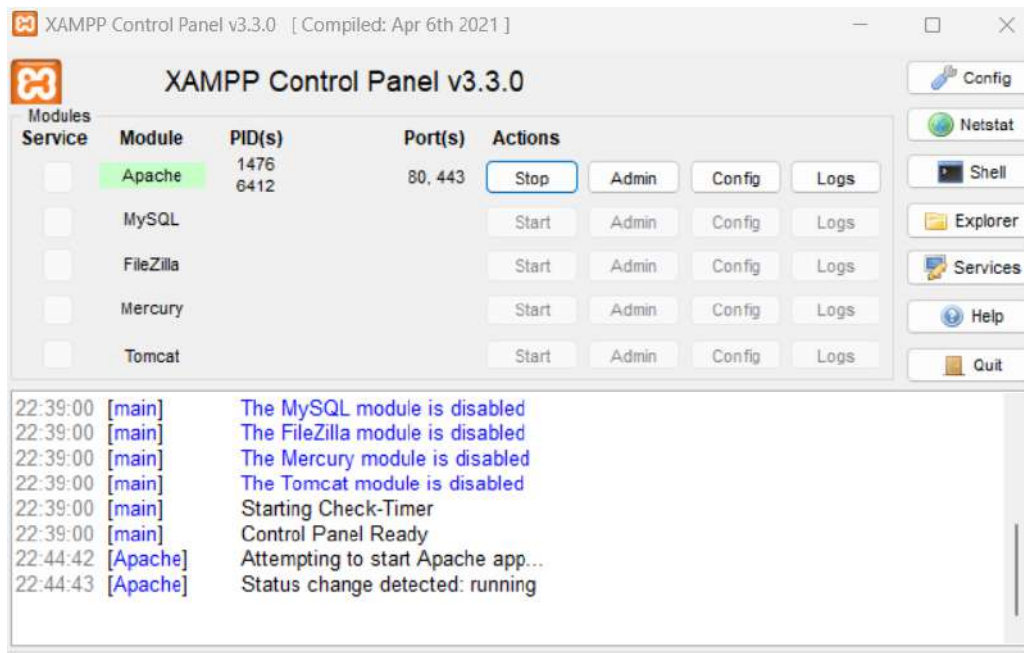 XAMPP Control Panel v3.3.0 [ Compiled: Apr 6th 2021 ]
XAMPP Control Panel v3.3.0
Config
Modules
Netstat
Service Module PID(s) Port(s) Actions
Apache 1476 80, 443 Stop Admin Config Logs
6412
Shell
MySQL Start Admin Config Logs
Explorer
FileZilla Start Admin Config Logs
Services
Mercury Start Admin Config Logs
Help
Tomcat Start Admin Config Logs
Quit
22:39:00 [main] The MySQL module is disabled
22:39:00 [main] The FileZilla module is disabled
22:39:00 [main] The Mercury module is disabled
22:39:00 [main] The Tomcat module is disabled
22:39:00 [main] Starting Check-Timer
22:39:00 [main] Control Panel Ready
22:44:42 [Apache] Attempting to start Apache app...
22:44:43 [Apache] Status change detected: running